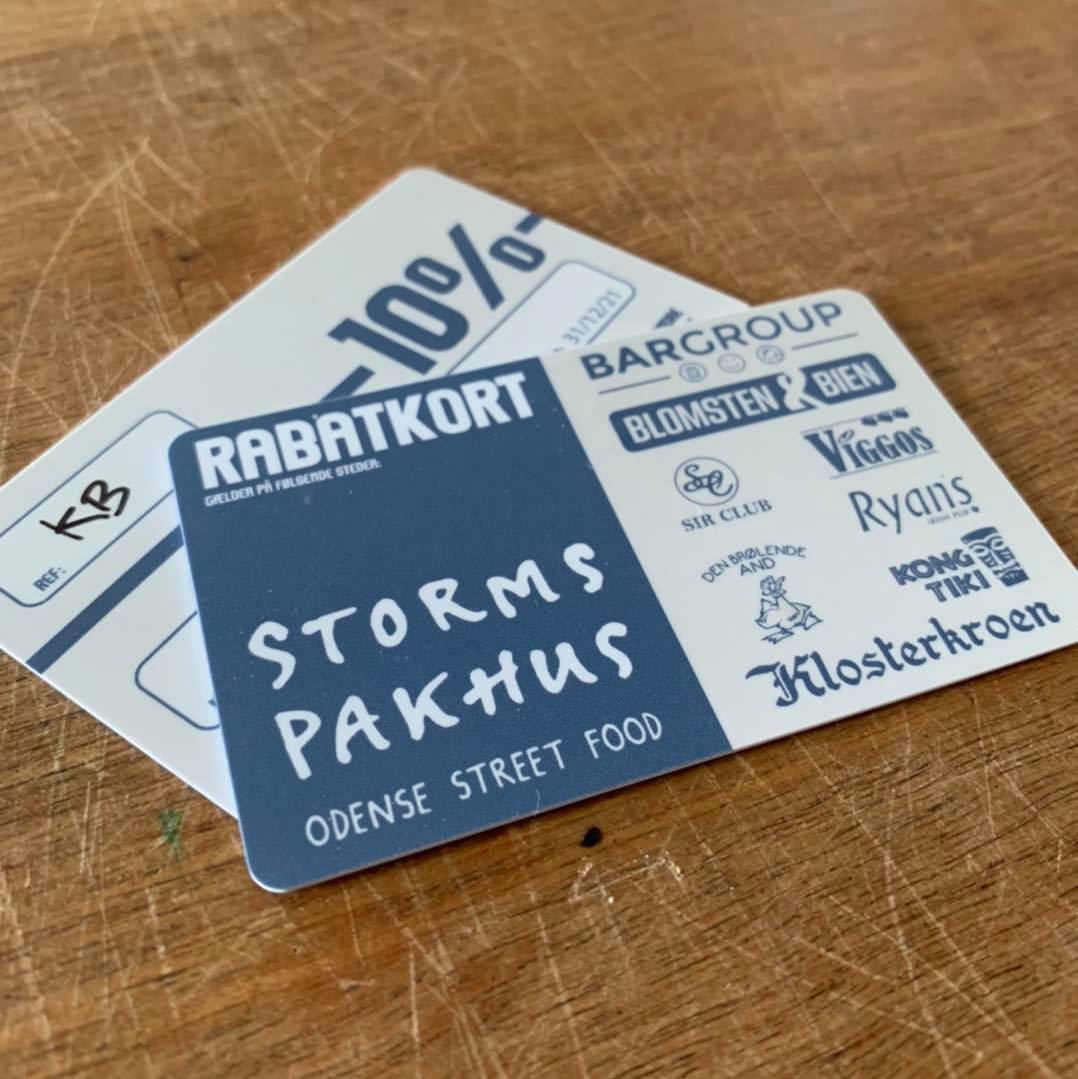 -10%-
31/12/21
KB
REF:
RABATKORT
GÆLDER PÅ FØLGENDE STEDER:
STORMS
PAKHUS
ODENSE STREET FOOD
BARGROUP
BLOMSTEN & BIEN
VIGGOS
SIR CLUB
Ryan's
IRISH PUB
DEN BRØLENDE
AND
KONG
TIKI
Klosterkroen